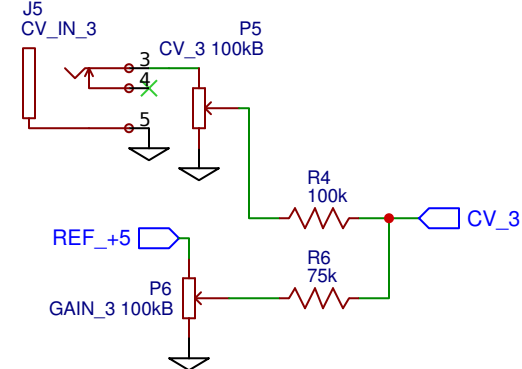 J5
CV_IN_3
P5
CV_3 100kB
3
4
5
R4
100k
CV_3
REF_+5
R6
75k
P6
GAIN_3 100kB